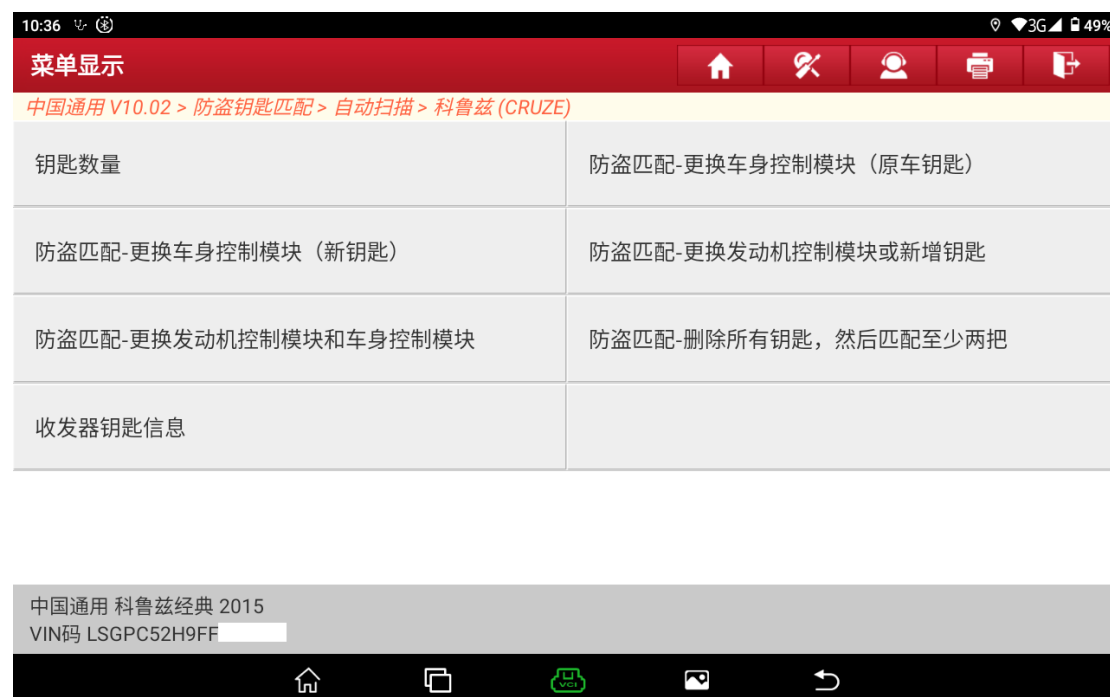 10:36
3G 49%
菜单显示
中国通用 V10.02 > 防盗钥匙匹配 > 自动扫描 > 科鲁兹 (CRUZE)
钥匙数量
防盗匹配-更换车身控制模块（原车钥匙）
防盗匹配-更换车身控制模块（新钥匙）
防盗匹配-更换发动机控制模块或新增钥匙
防盗匹配-更换发动机控制模块和车身控制模块
防盗匹配-删除所有钥匙，然后匹配至少两把
收发器钥匙信息
中国通用 科鲁兹经典 2015
VIN码 LSGPC52H9FF
VCI